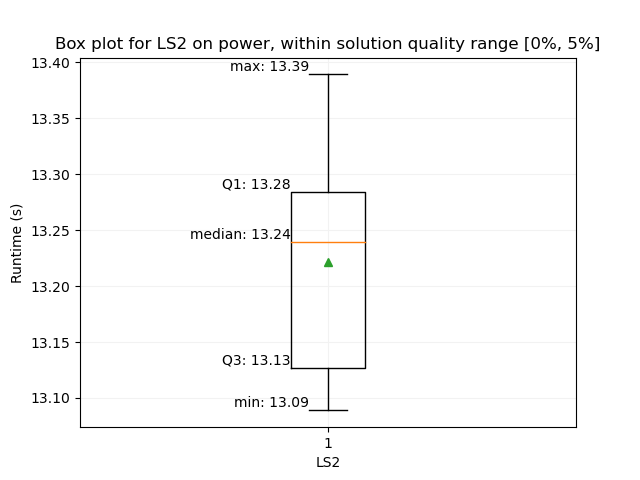 Box plot for LS2 on power, within solution quality range [0%, 5%]
13.40
max: 13.39
13.35
13.30
Q1: 13.28
13.25
median: 13.24
13.20
13.15
Q3: 13.13
13.10
min: 13.09
Runtime (s)
1
LS2